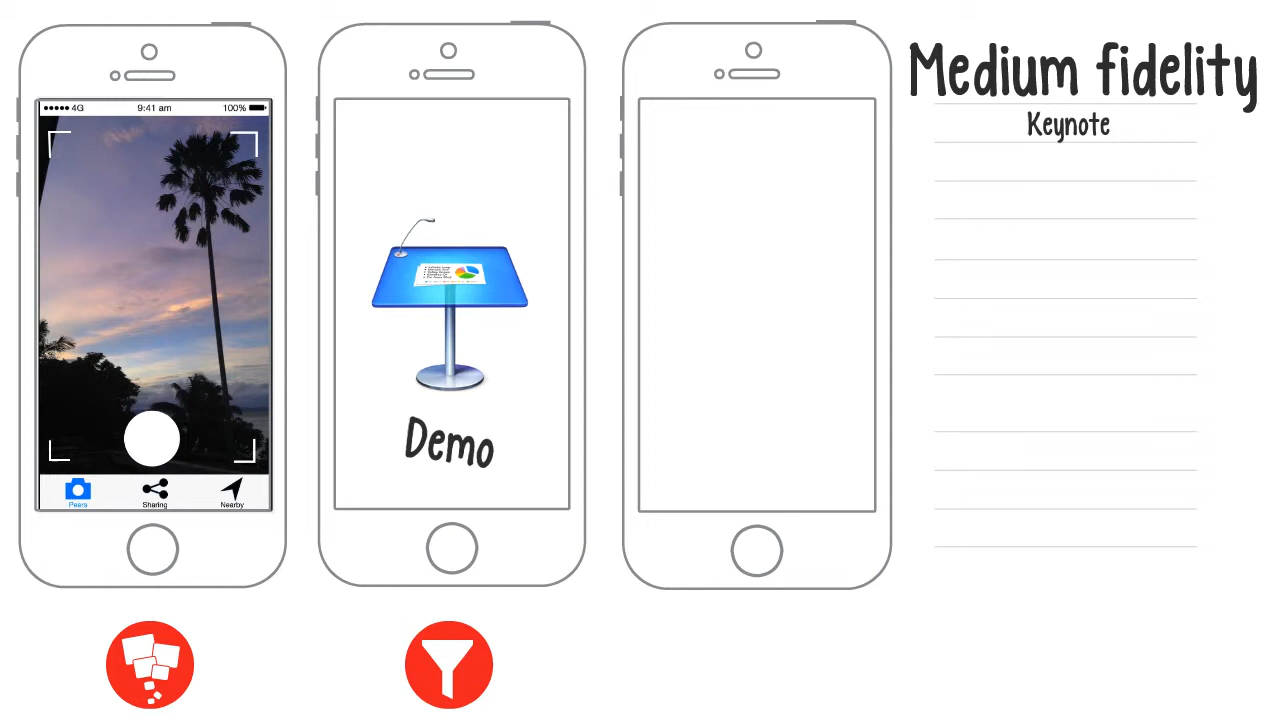 4G 9:41 am 100%
Peers Sharing Nearby
Demo
Medium fidelity
Keynote